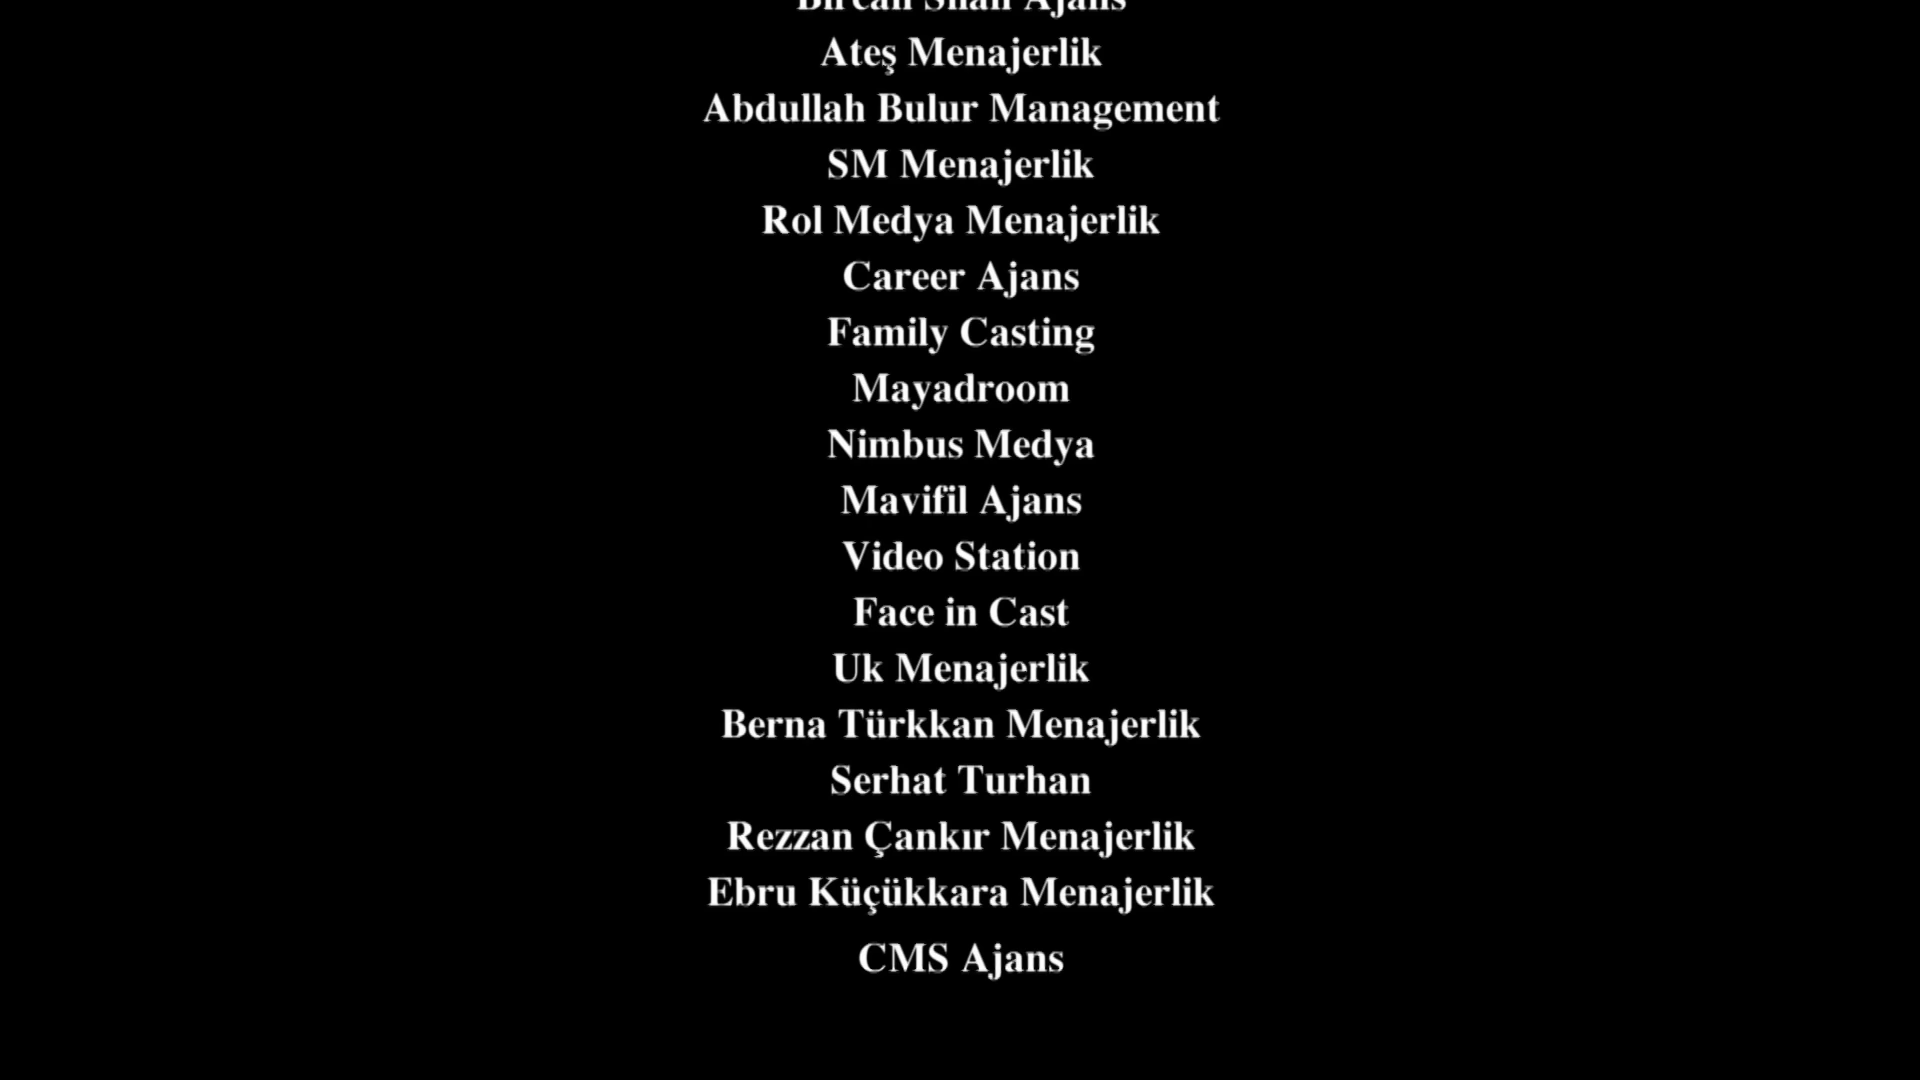 Ajans
Ateş Menajerlik
Abdullah Bulur Management
SM Menajerlik
Rol Medya Menajerlik
Career Ajans
Family Casting
Mayadroom
Nimbus Medya
Mavifil Ajans
Video Station
Face in Cast
Uk Menajerlik
Berna Türkkan Menajerlik
Serhat Turhan
Rezzan Çankır Menajerlik
Ebru Küçükkara Menajerlik
CMS Ajans